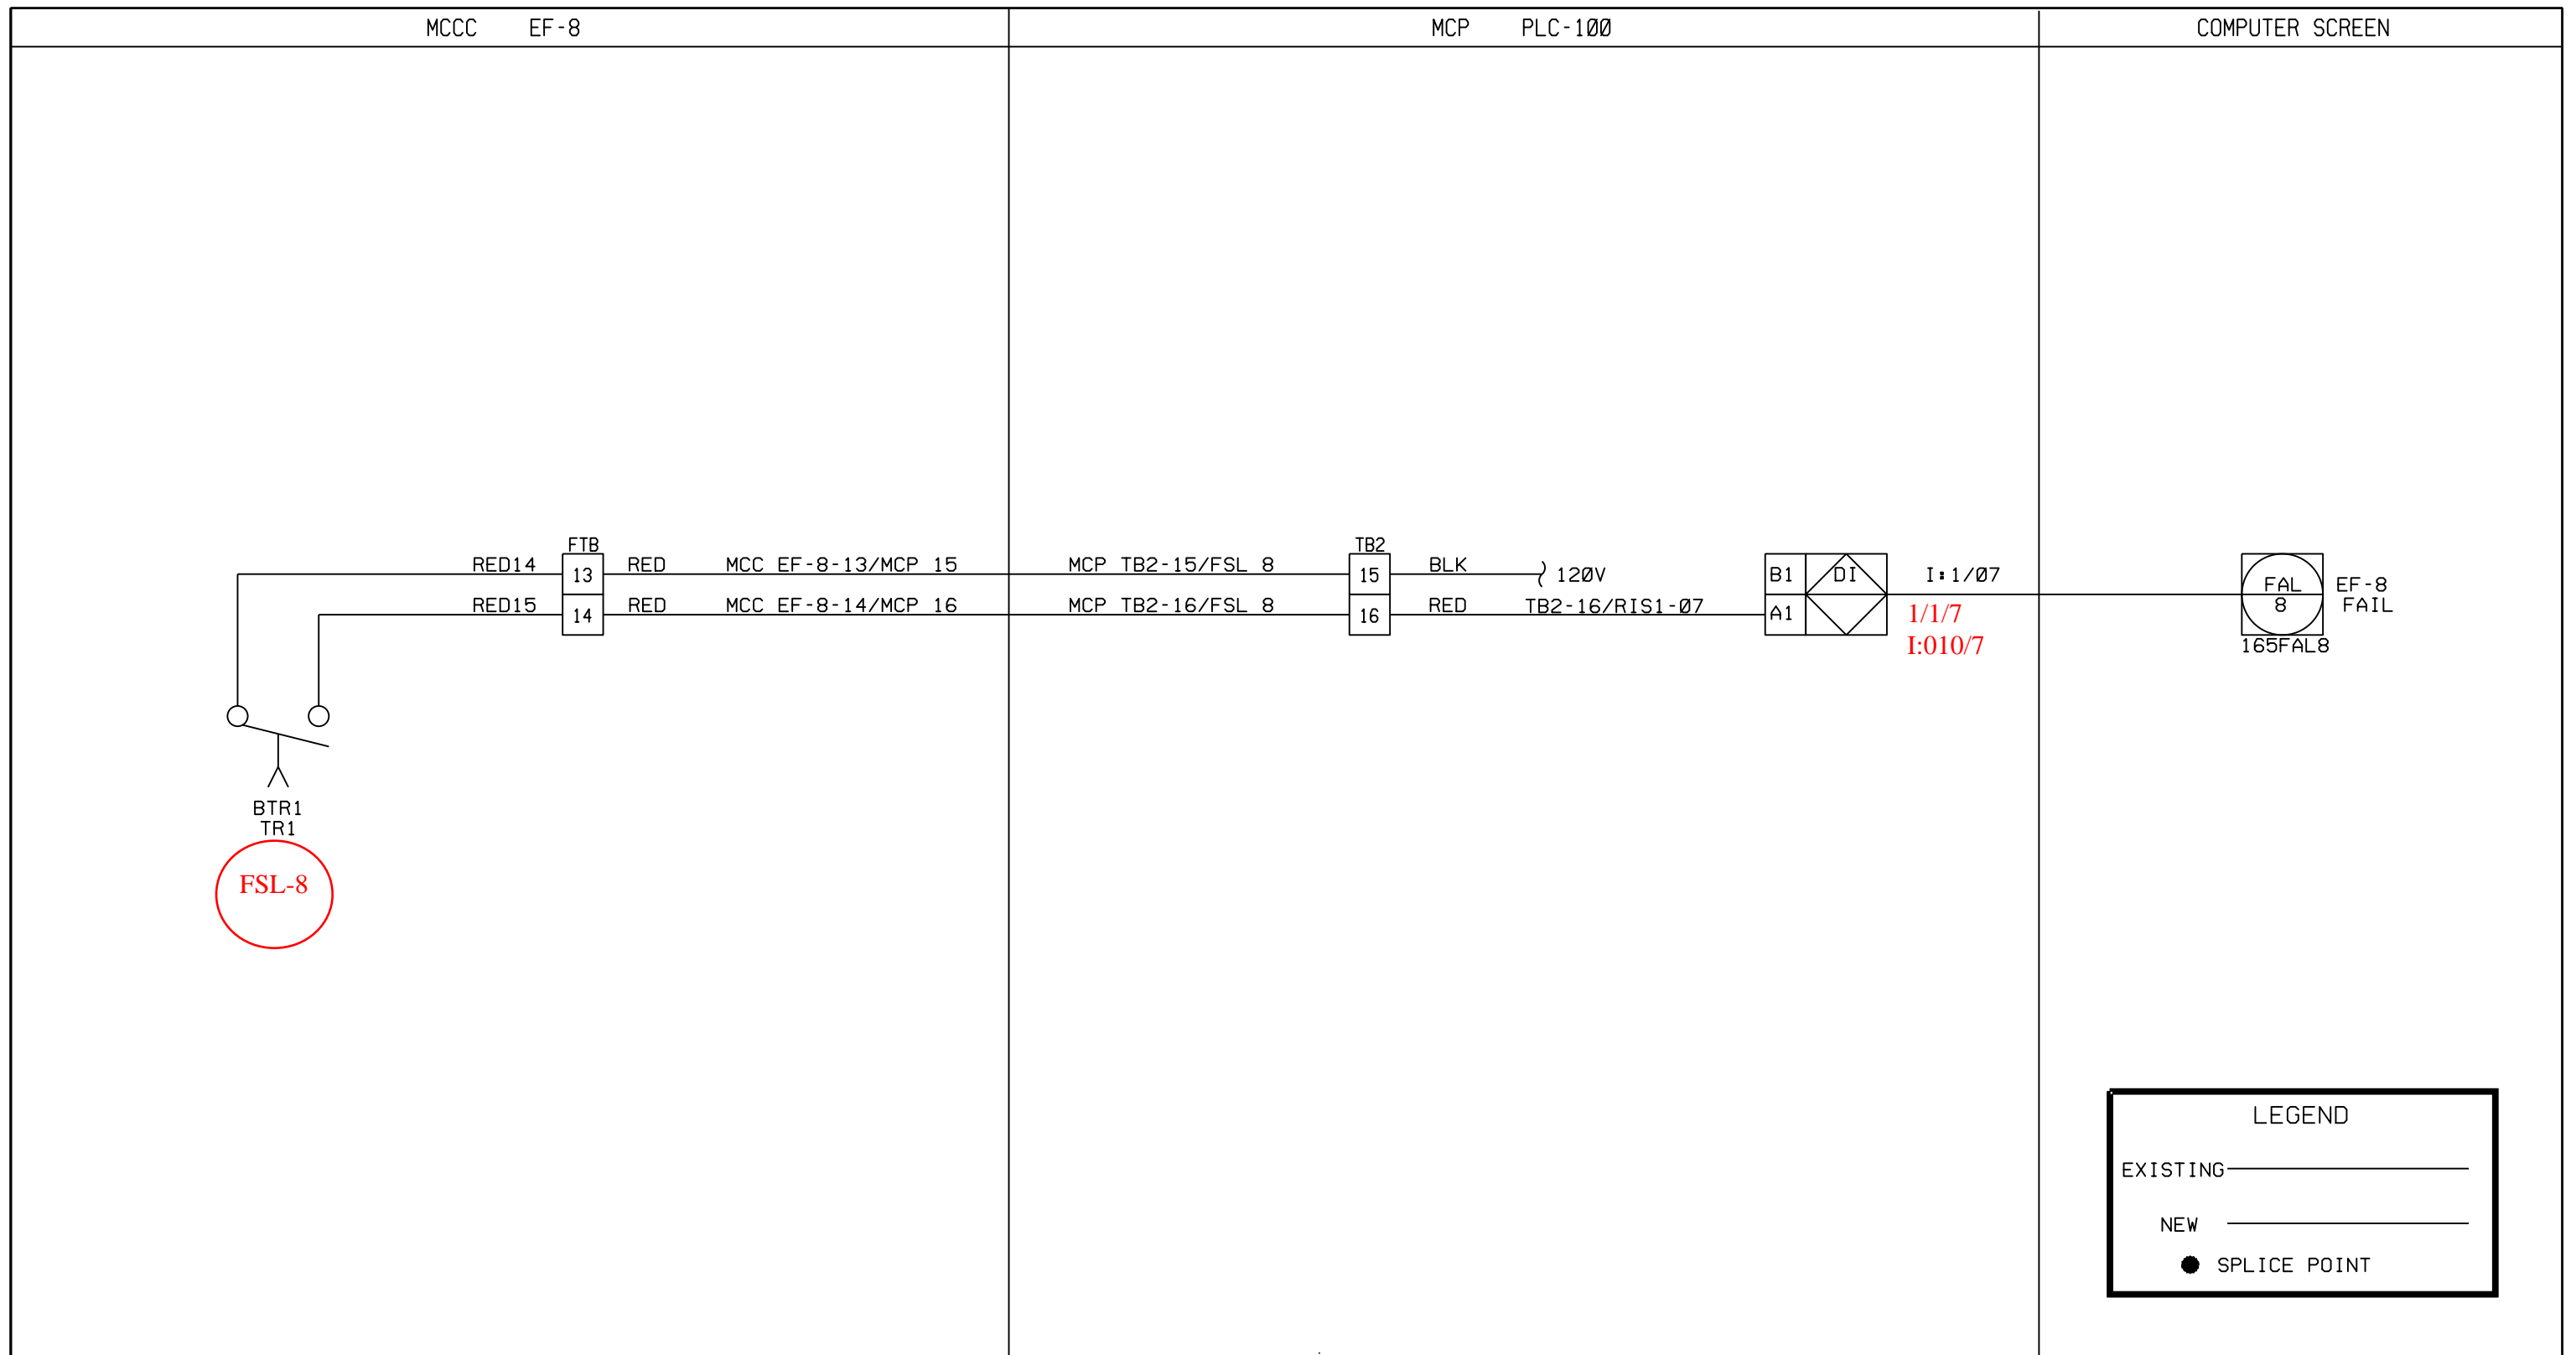 MCCC EF-8
MCP PLC-100
COMPUTER SCREEN
FTB
RED14 13 RED MCC EF-8-13/MCP 15
RED15 14 RED MCC EF-8-14/MCP 16
BTR1
TR1
FSL-8
TB2
MCP TB2-15/FSL 8 15 BLK 120V
MCP TB2-16/FSL 8 16 RED TB2-16/RIS1-07
B1 DI I:1/07
A1
1/1/7
I:010/7
FAL
8
165FAL8
EF-8
FAIL
LEGEND
EXISTING
NEW
SPLICE POINT